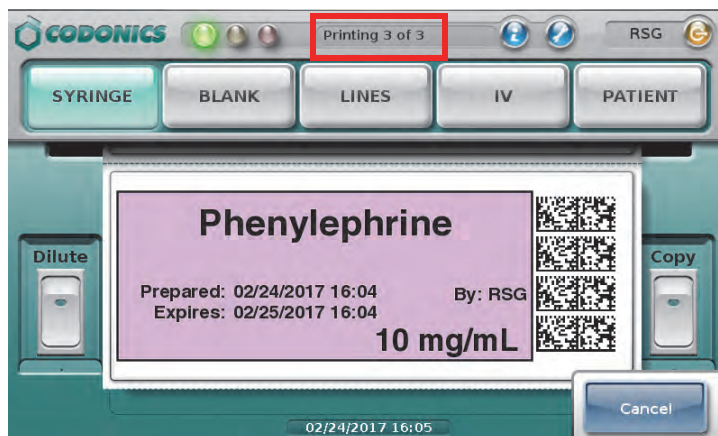 CODONICS Printing 3 of 3 RSG
SYRINGE BLANK LINES IV PATIENT
Phenylephrine
Dilute Copy
Prepared: 02/24/2017 16:04 By: RSG
Expires: 02/25/2017 16:04
10 mg/mL
Cancel
02/24/2017 16:05